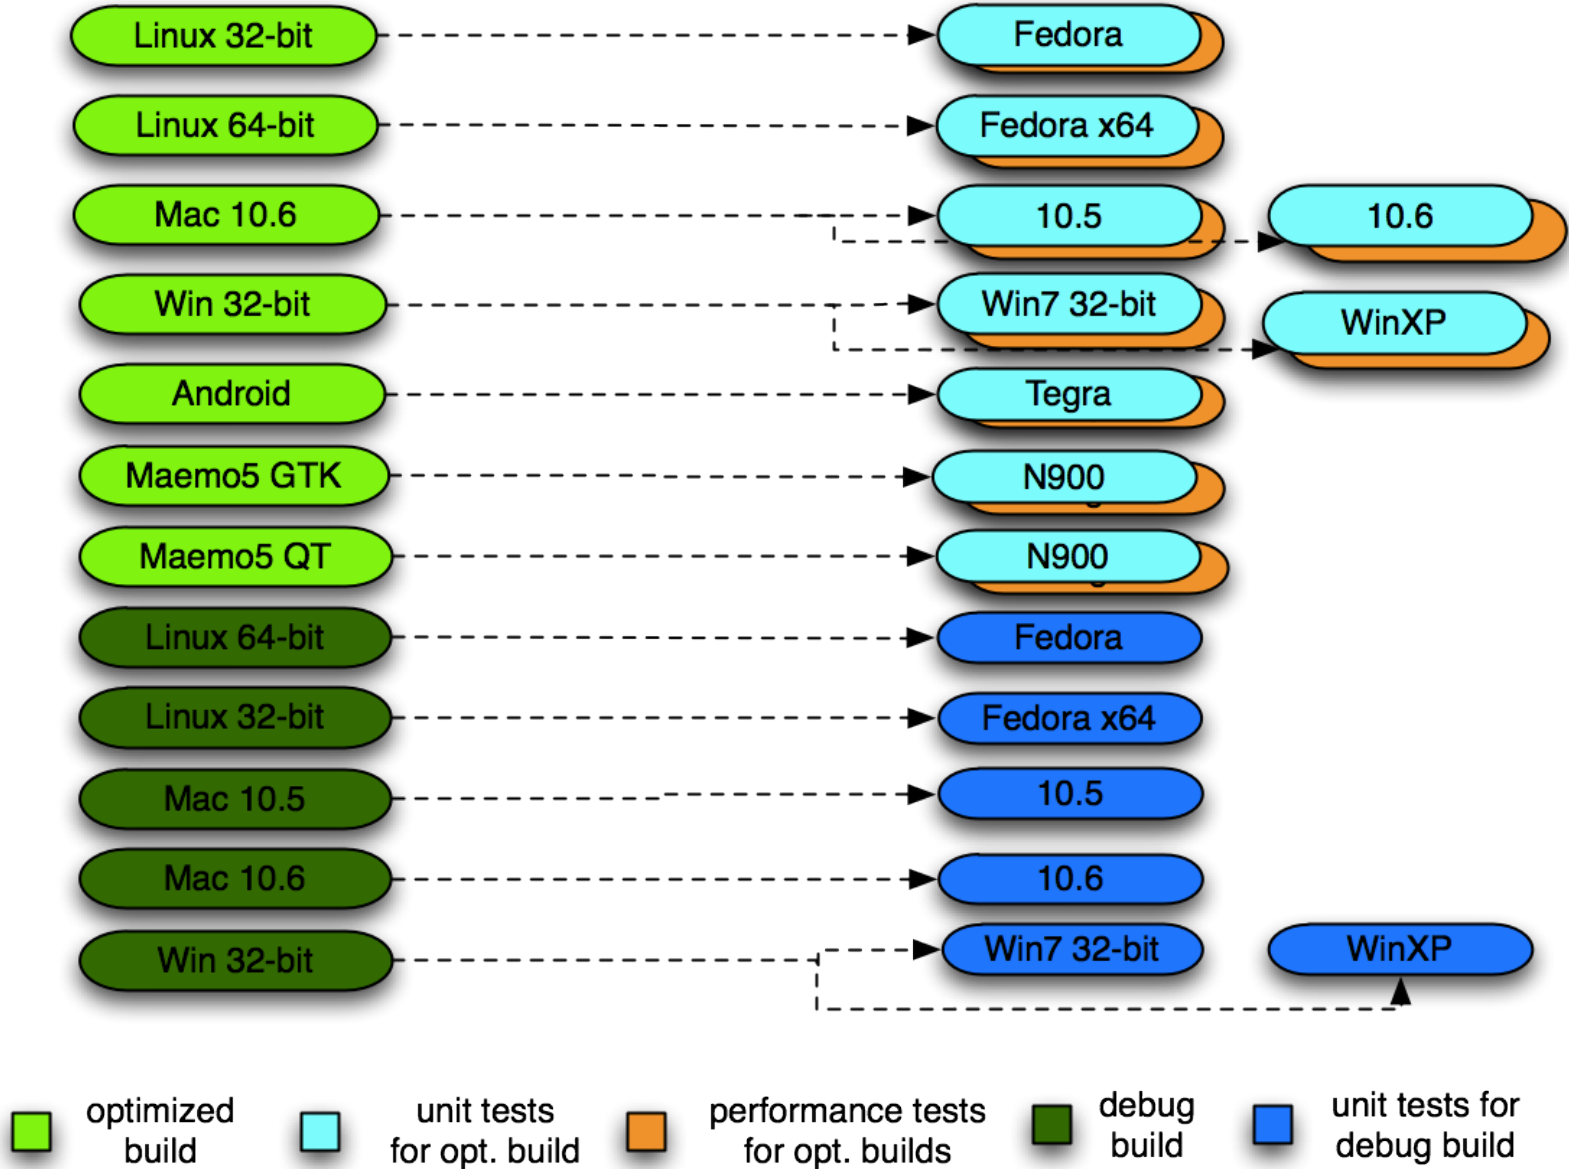 Linux 32-bit
Fedora
Linux 64-bit
Fedora x64
Mac 10.6
10.5
10.6
Win 32-bit
Win7 32-bit
WinXP
Android
Tegra
Maemo5 GTK
N900
Maemo5 QT
N900
Linux 64-bit
Fedora
Linux 32-bit
Fedora x64
Mac 10.5
10.5
Mac 10.6
10.6
Win 32-bit
Win7 32-bit
WinXP
optimized
build
unit tests
for opt. build
performance tests
for opt. builds
debug
build
unit tests for
debug build